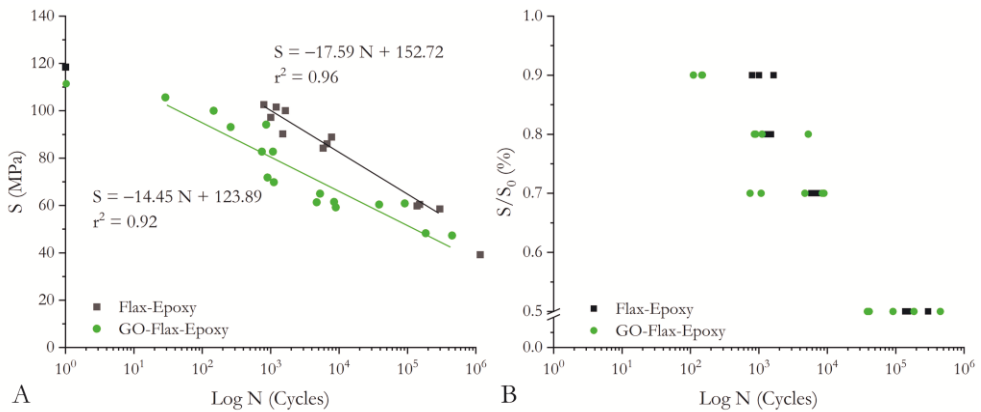 140
120
100
80
60
40
20
0
S (MPa)
S = −17.59 N + 152.72
r² = 0.96
S = −14.45 N + 123.89
r² = 0.92
Flax-Epoxy
GO-Flax-Epoxy
10⁰ 10¹ 10² 10³ 10⁴ 10⁵ 10⁶
Log N (Cycles)
A
1.0
0.9
0.8
0.7
0.6
0.5
0.0
S/S₀ (%)
Flax-Epoxy
GO-Flax-Epoxy
10⁰ 10¹ 10² 10³ 10⁴ 10⁵ 10⁶
Log N (Cycles)
B